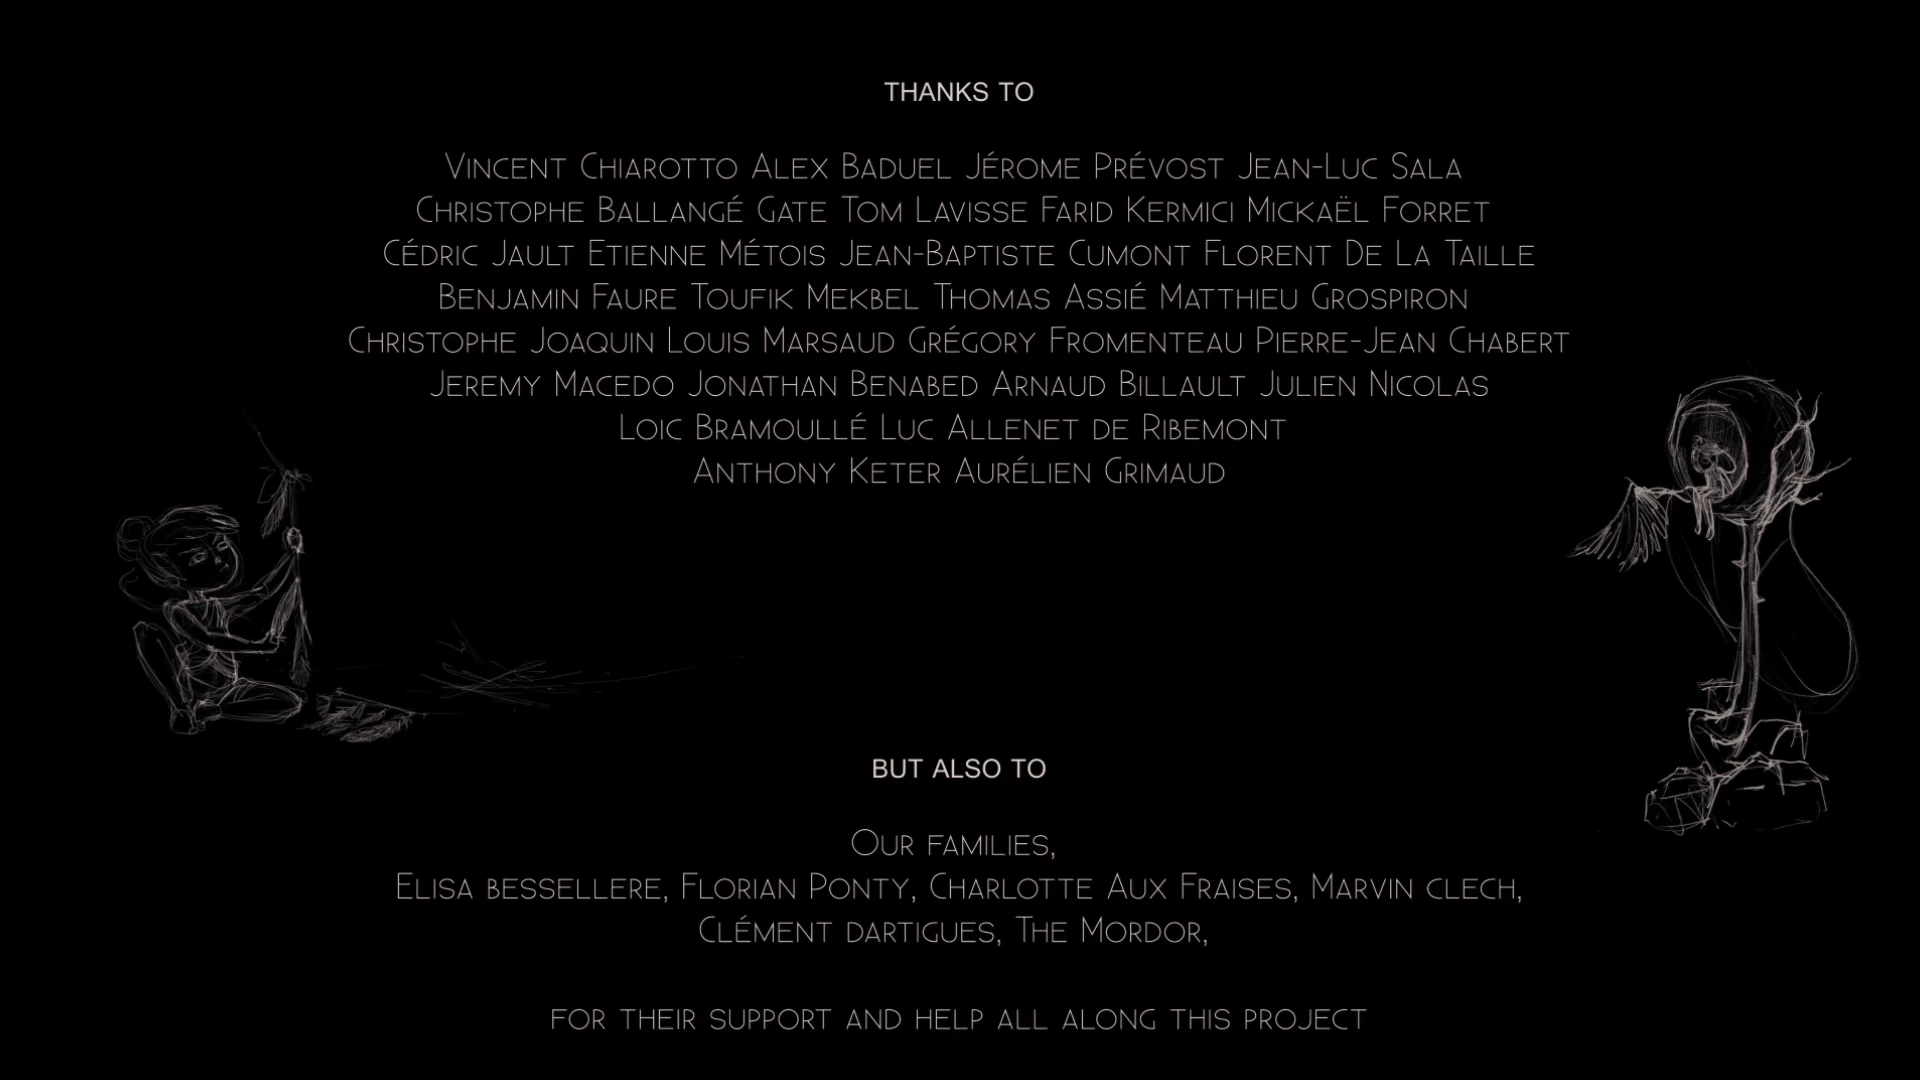 THANKS TO
Vincent Chiarotto Alex Baduel Jérome Prévost Jean-Luc Sala
Christophe Ballangé Gate Tom Lavisse Farid Kermici Mickaël Forret
Cédric Jault Etienne Métois Jean-Baptiste Cumont Florent De La Taille
Benjamin Faure Toufik Mekbel Thomas Assié Matthieu Grospiron
Christophe Joaquin Louis Marsaud Grégory Fromenteau Pierre-Jean Chabert
Jeremy Macedo Jonathan Benabed Arnaud Billault Julien Nicolas
Loic Bramoullé Luc Allenet de Ribemont
Anthony Keter Aurélien Grimaud
BUT ALSO TO
Our families,
Elisa bessellere, Florian Ponty, Charlotte Aux Fraises, Marvin clech,
Clément dartigues, The Mordor,
for their support and help all along this project